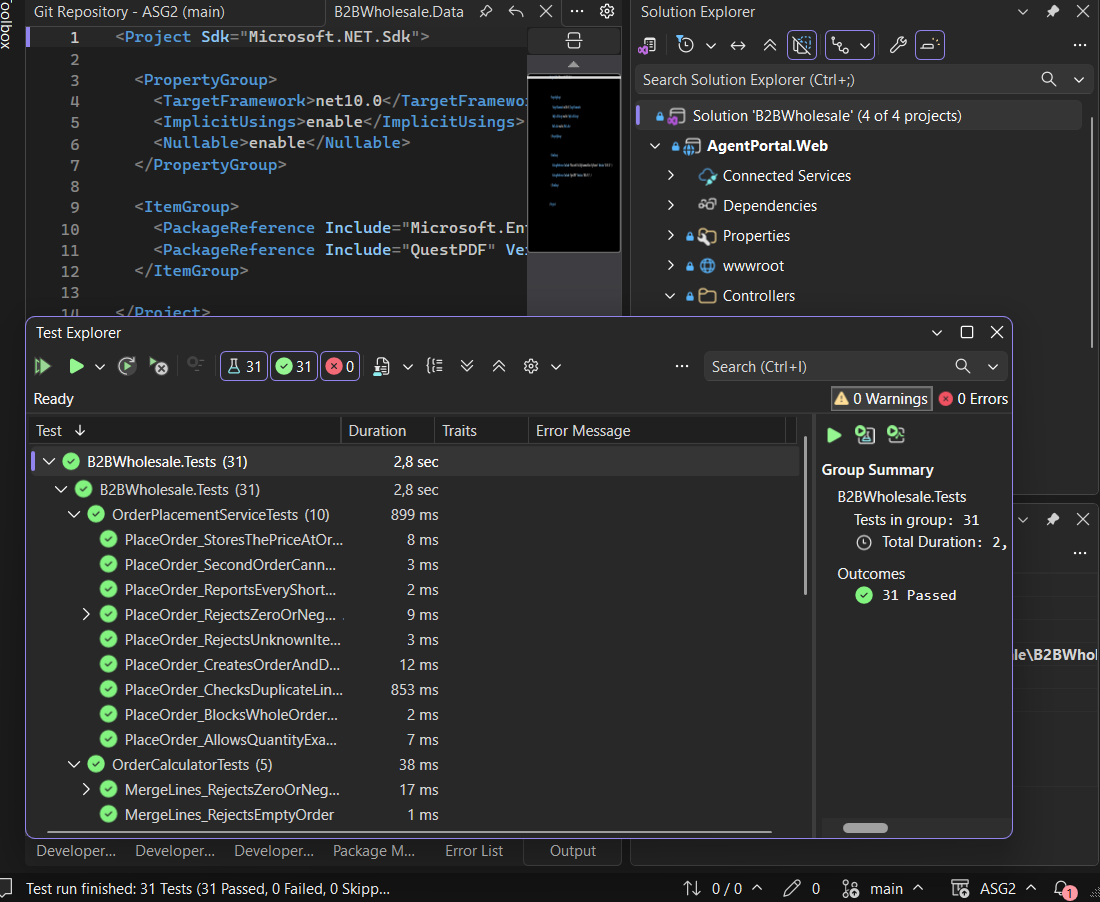 Toolbox
Git Repository - ASG2 (main)
B2BWholesale.Data
1 <Project Sdk="Microsoft.NET.Sdk">
2
3 <PropertyGroup>
4 <TargetFramework>net10.0</TargetFramewo
5 <ImplicitUsings>enable</ImplicitUsings>
6 <Nullable>enable</Nullable>
7 </PropertyGroup>
8
9 <ItemGroup>
10 <PackageReference Include="Microsoft.En
11 <PackageReference Include="QuestPDF" Ve
12 </ItemGroup>
13
14 </Project>
Solution Explorer
Search Solution Explorer (Ctrl+;)
Solution 'B2BWholesale' (4 of 4 projects)
AgentPortal.Web
Connected Services
Dependencies
Properties
wwwroot
Controllers
Test Explorer
31 31 0
Search (Ctrl+I)
Ready
0 Warnings 0 Errors
Test Duration Traits Error Message
B2BWholesale.Tests (31) 2,8 sec
B2BWholesale.Tests (31) 2,8 sec
OrderPlacementServiceTests (10) 899 ms
PlaceOrder_StoresThePriceAtOr... 8 ms
PlaceOrder_SecondOrderCann... 3 ms
PlaceOrder_ReportsEveryShort... 2 ms
PlaceOrder_RejectsZeroOrNeg... 9 ms
PlaceOrder_RejectsUnknownIte... 3 ms
PlaceOrder_CreatesOrderAndD... 12 ms
PlaceOrder_ChecksDuplicateLin... 853 ms
PlaceOrder_BlocksWholeOrder... 2 ms
PlaceOrder_AllowsQuantityExa... 7 ms
OrderCalculatorTests (5) 38 ms
MergeLines_RejectsZeroOrNeg... 17 ms
MergeLines_RejectsEmptyOrder 1 ms
Group Summary
B2BWholesale.Tests
Tests in group: 31
Total Duration: 2,
Outcomes
31 Passed
le\B2BWhol
Developer... Developer... Developer... Package M... Error List Output
Test run finished: 31 Tests (31 Passed, 0 Failed, 0 Skipp...
0 / 0 0 main ASG2 1